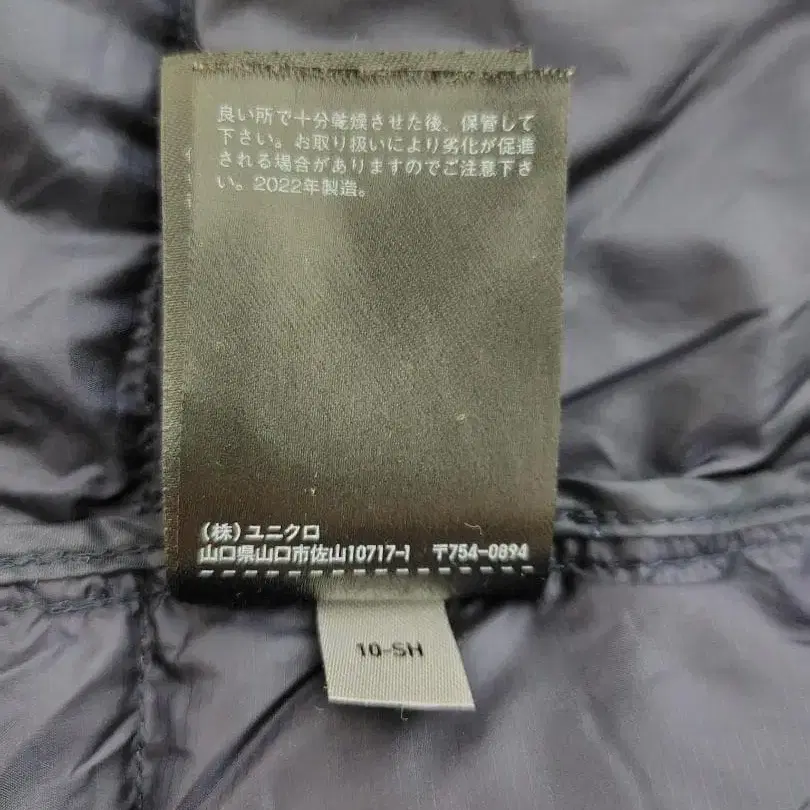 良い所で十分乾燥させた後、保管して
下さい。お取り扱いにより劣化が促進
される場合がありますのでご注意下さ
い。2022年製造。
(株)ユニクロ
山口県山口市佐山10717-1 〒754-0894
10-SH